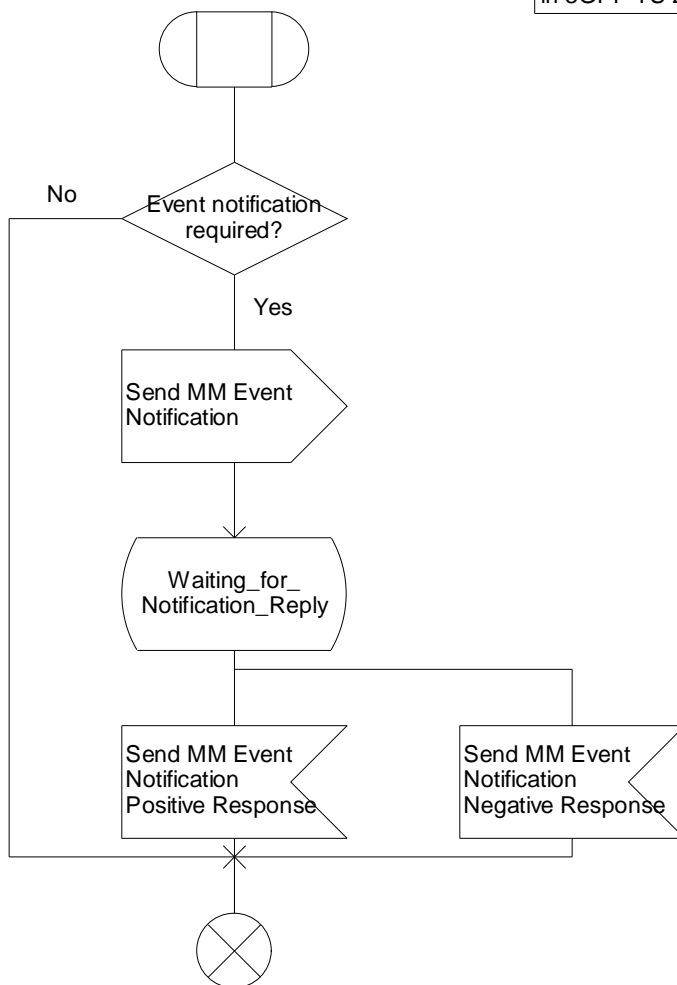 No
Event notification
required?
Yes
Send MM Event
Notification
Waiting_for_
Notification_Reply
Send MM Event
Notification
Positive Response
Send MM Event
Notification
Negative Response